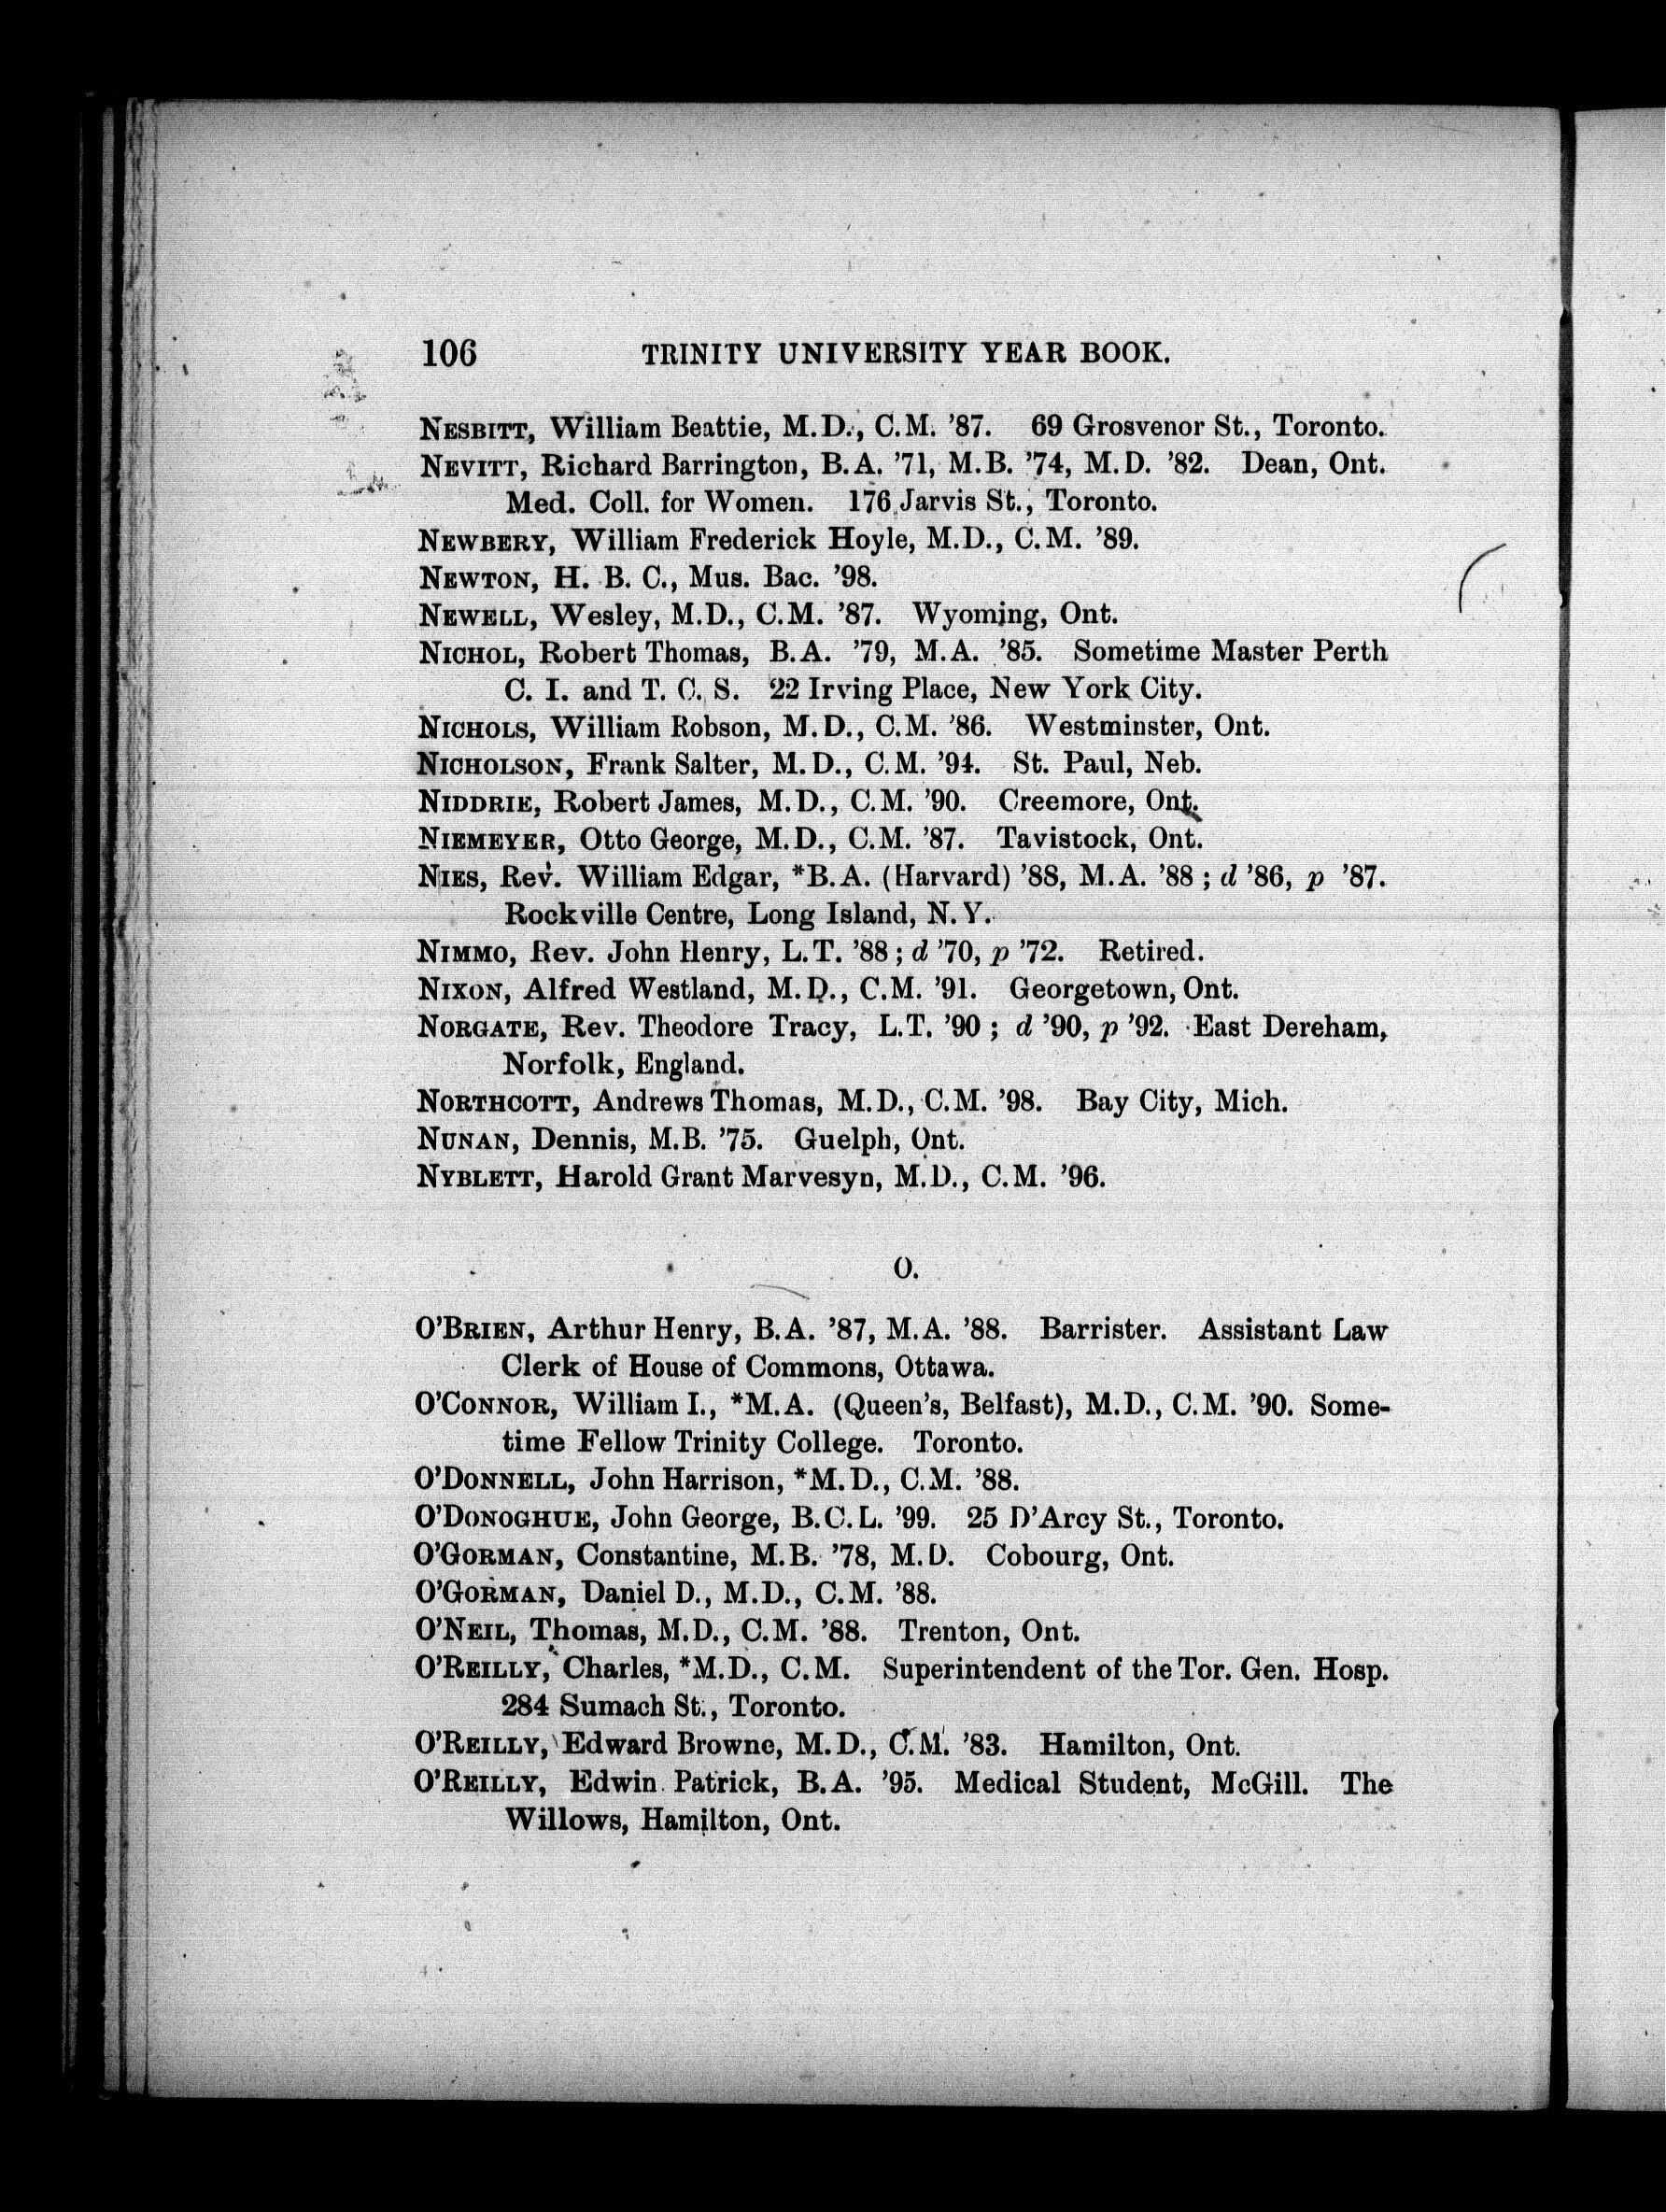 106 TRINITY UNIVERSITY YEAR BOOK.
NESBITT, William Beattie, M.D., C.M. '87. 69 Grosvenor St., Toronto.
NEVITT, Richard Barrington, B.A. '71, M.B. '74, M.D. '82. Dean, Ont.
Med. Coll. for Women. 176 Jarvis St., Toronto.
NEWBERY, William Frederick Hoyle, M.D., C.M. '89.
NEWTON, H. B. C., Mus. Bac. '98.
NEWELL, Wesley, M.D., C.M. '87. Wyoming, Ont.
NICHOL, Robert Thomas, B.A. '79, M.A. '85. Sometime Master Perth
C. I. and T. C. S. 22 Irving Place, New York City.
NICHOLS, William Robson, M.D., C.M. '86. Westminster, Ont.
NICHOLSON, Frank Salter, M.D., C.M. '94. St. Paul, Neb.
NIDDRIE, Robert James, M.D., C.M. '90. Creemore, Ont.
NIEMEYER, Otto George, M.D., C.M. '87. Tavistock, Ont.
NIES, Rev. William Edgar, *B.A. (Harvard) '88, M.A. '88 ; d '86, p '87.
Rockville Centre, Long Island, N.Y.
NIMMO, Rev. John Henry, L.T. '88 ; d '70, p '72. Retired.
NIXON, Alfred Westland, M.D., C.M. '91. Georgetown, Ont.
NORGATE, Rev. Theodore Tracy, L.T. '90 ; d '90, p '92. East Dereham,
Norfolk, England.
NORTHCOTT, Andrews Thomas, M.D., C.M. '98. Bay City, Mich.
NUNAN, Dennis, M.B. '75. Guelph, Ont.
NYBLETT, Harold Grant Marvesyn, M.D., C.M. '96.
O.
O'BRIEN, Arthur Henry, B.A. '87, M.A. '88. Barrister. Assistant Law
Clerk of House of Commons, Ottawa.
O'CONNOR, William I., *M.A. (Queen's, Belfast), M.D., C.M. '90. Some-
time Fellow Trinity College. Toronto.
O'DONNELL, John Harrison, *M.D., C.M. '88.
O'DONOGHUE, John George, B.C.L. '99. 25 D'Arcy St., Toronto.
O'GORMAN, Constantine, M.B. '78, M.D. Cobourg, Ont.
O'GORMAN, Daniel D., M.D., C.M. '88.
O'NEIL, Thomas, M.D., C.M. '88. Trenton, Ont.
O'REILLY, Charles, *M.D., C.M. Superintendent of the Tor. Gen. Hosp.
284 Sumach St., Toronto.
O'REILLY, Edward Browne, M.D., C.M. '83. Hamilton, Ont.
O'REILLY, Edwin Patrick, B.A. '95. Medical Student, McGill. The
Willows, Hamilton, Ont.